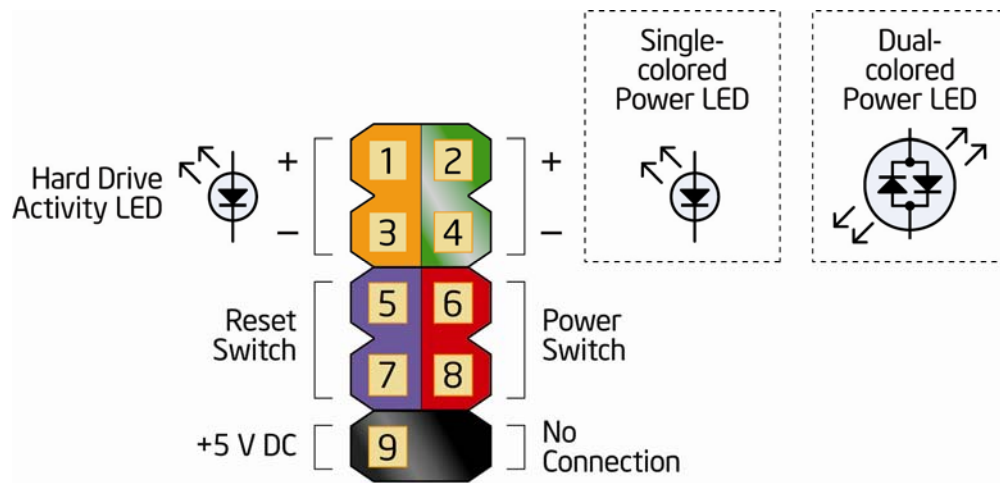 Single-
colored
Power LED
Dual-
colored
Power LED
Hard Drive
Activity LED
+
−
1
2
3
4
+
−
Reset
Switch
5
6
7
8
Power
Switch
+5 V DC
9
No
Connection